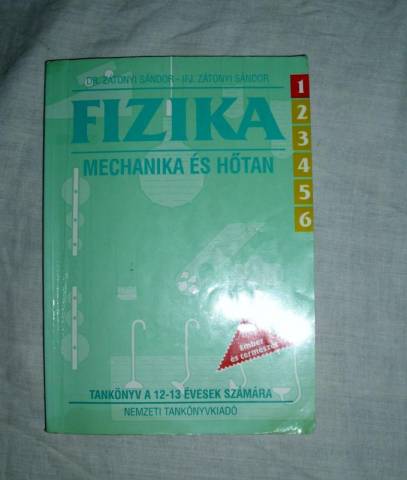 DR. ZÁTONYI SÁNDOR - IFJ. ZÁTONYI SÁNDOR
FIZIKA
MECHANIKA ÉS HŐTAN
1
2
3
4
5
6
Ember
és természet
TANKÖNYV A 12-13 ÉVESEK SZÁMÁRA
NEMZETI TANKÖNYVKIADÓ